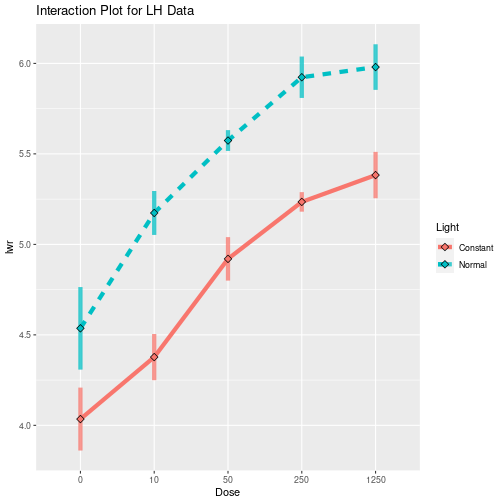 Interaction Plot for LH Data
lwr
6.0
5.5
5.0
4.5
4.0
0 10 50 250 1250
Dose
Light
Constant
Normal